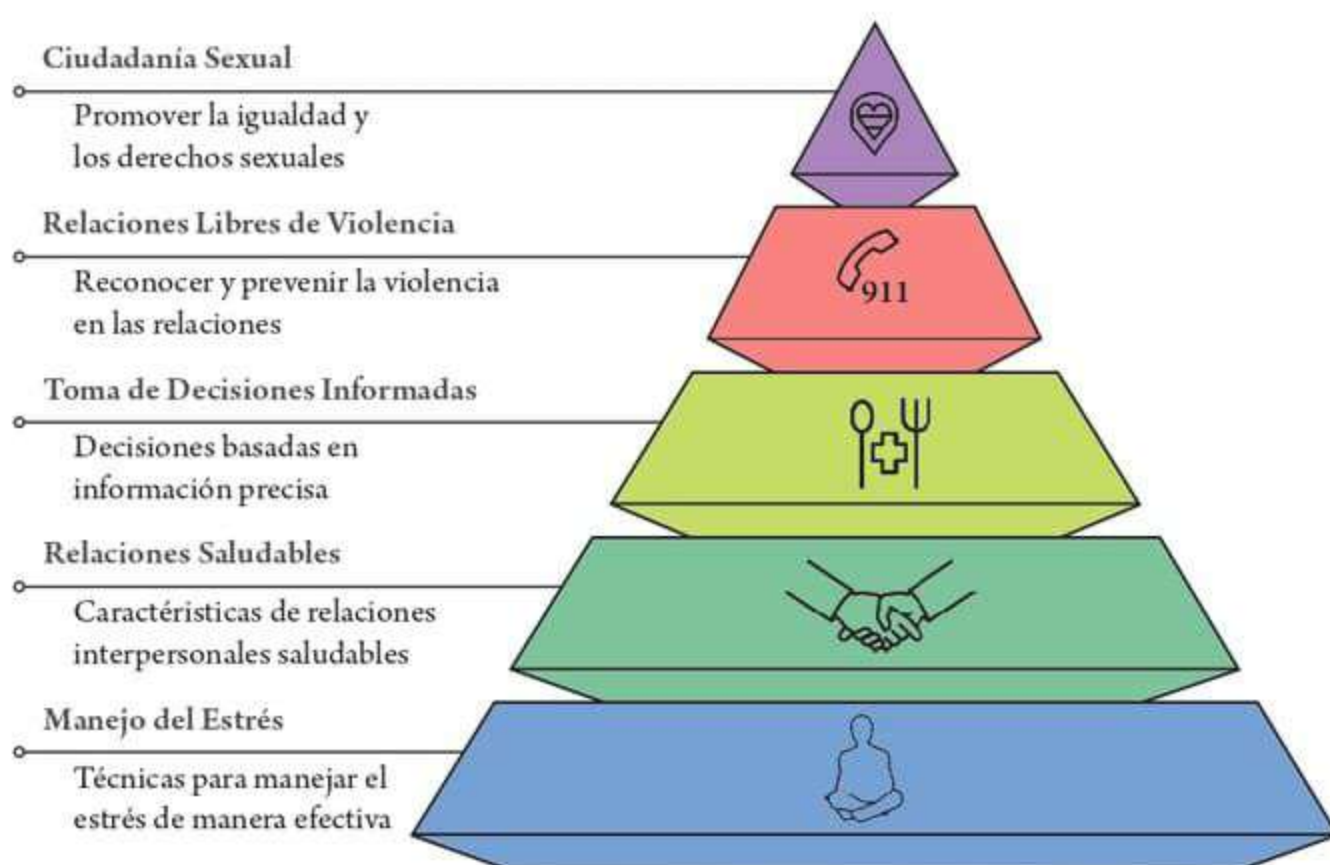 Ciudadanía Sexual
Promover la igualdad y
los derechos sexuales
Relaciones Libres de Violencia
911
Reconocer y prevenir la violencia
en las relaciones
Toma de Decisiones Informadas
Decisiones basadas en
información precisa
Relaciones Saludables
Caractéristicas de relaciones
interpersonales saludables
Manejo del Estrés
Técnicas para manejar el
estrés de manera efectiva